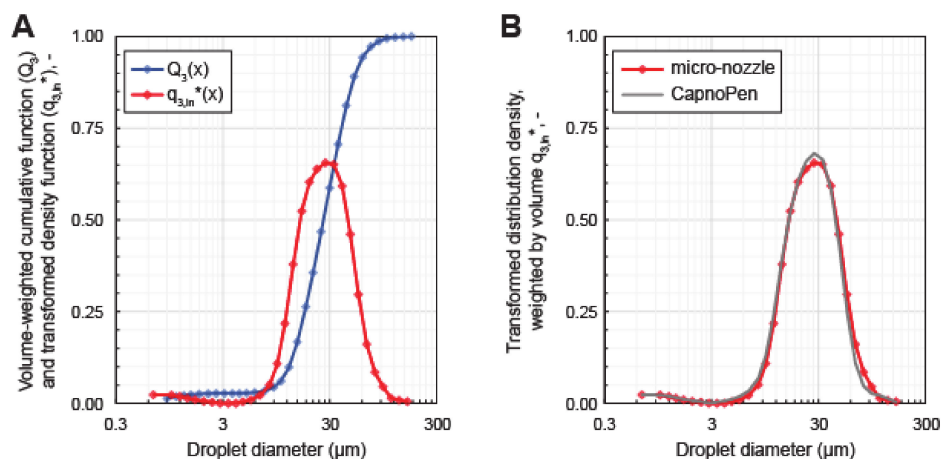 A
Volume-weighted cumulative function (Q3)
and transformed density function (q3,ln*), -
1.00
0.75
0.50
0.25
0.00
Q3(x)
q3,ln*(x)
0.3
3
30
300
Droplet diameter (µm)
B
Transformed distribution density,
weighted by volume q3,ln*, -
1.00
0.75
0.50
0.25
0.00
micro-nozzle
CapnoPen
0.3
3
30
300
Droplet diameter (µm)